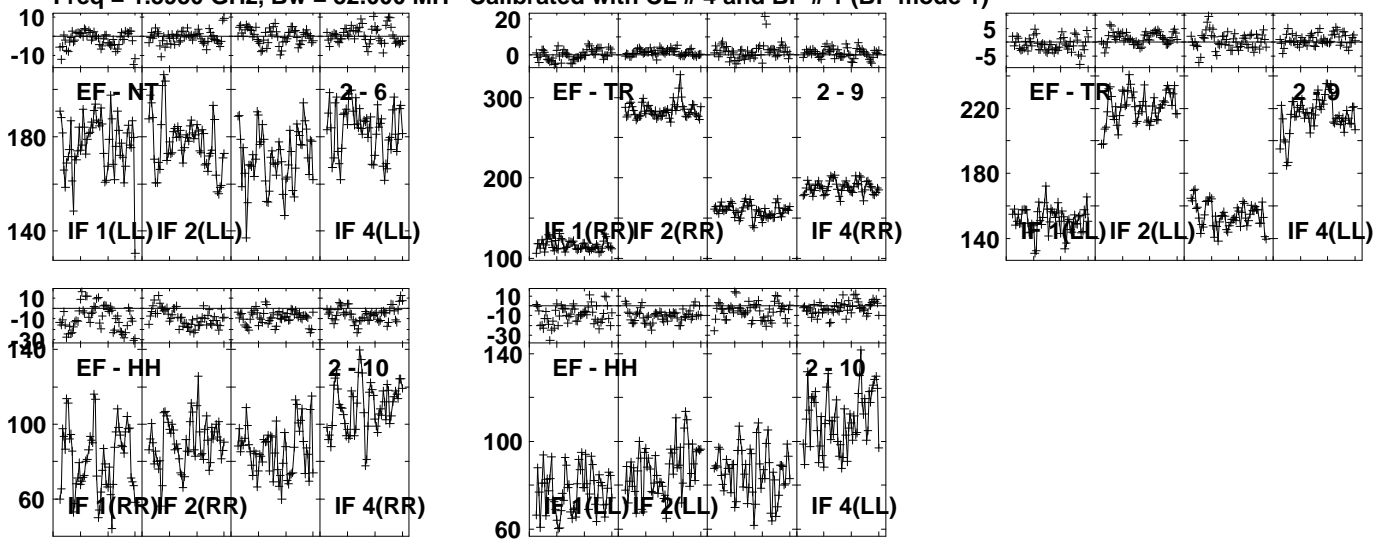 Freq = GHz, Bw = MH Calibrated with CL # 4 and BP # 1 (BP mode 1)
10
-10
EF - NT 2 - 6
180
140
IF 1(LL) IF 2(LL) IF 4(LL)
20
0
EF - TR 2 - 9
300
200
100
IF 1(RR) IF 2(RR) IF 4(RR)
5
-5
EF - TR 2 - 9
220
180
140
IF 1(LL) IF 2(LL) IF 4(LL)
10
-10
-30
140
EF - HH 2 - 10
100
60
IF 1(RR) IF 2(RR) IF 4(RR)
10
-10
-30
140
EF - HH 2 - 10
100
60
IF 1(LL) IF 2(LL) IF 4(LL)